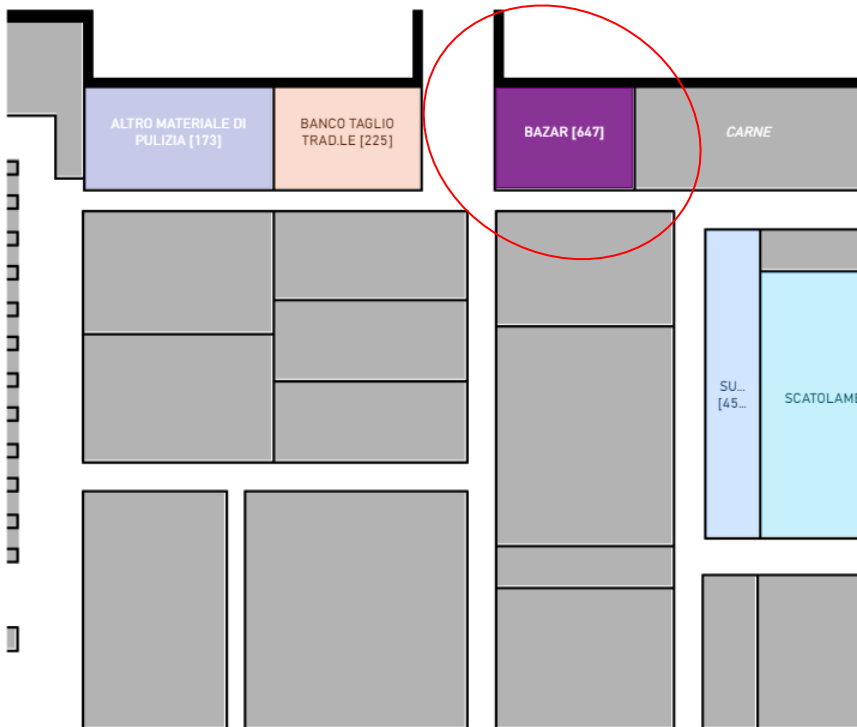 ALTRO MATERIALE DI
PULIZIA [173]
BANCO TAGLIO
TRAD.LE [225]
BAZAR [647]
CARNE
SU...
[45...
SCATOLAME